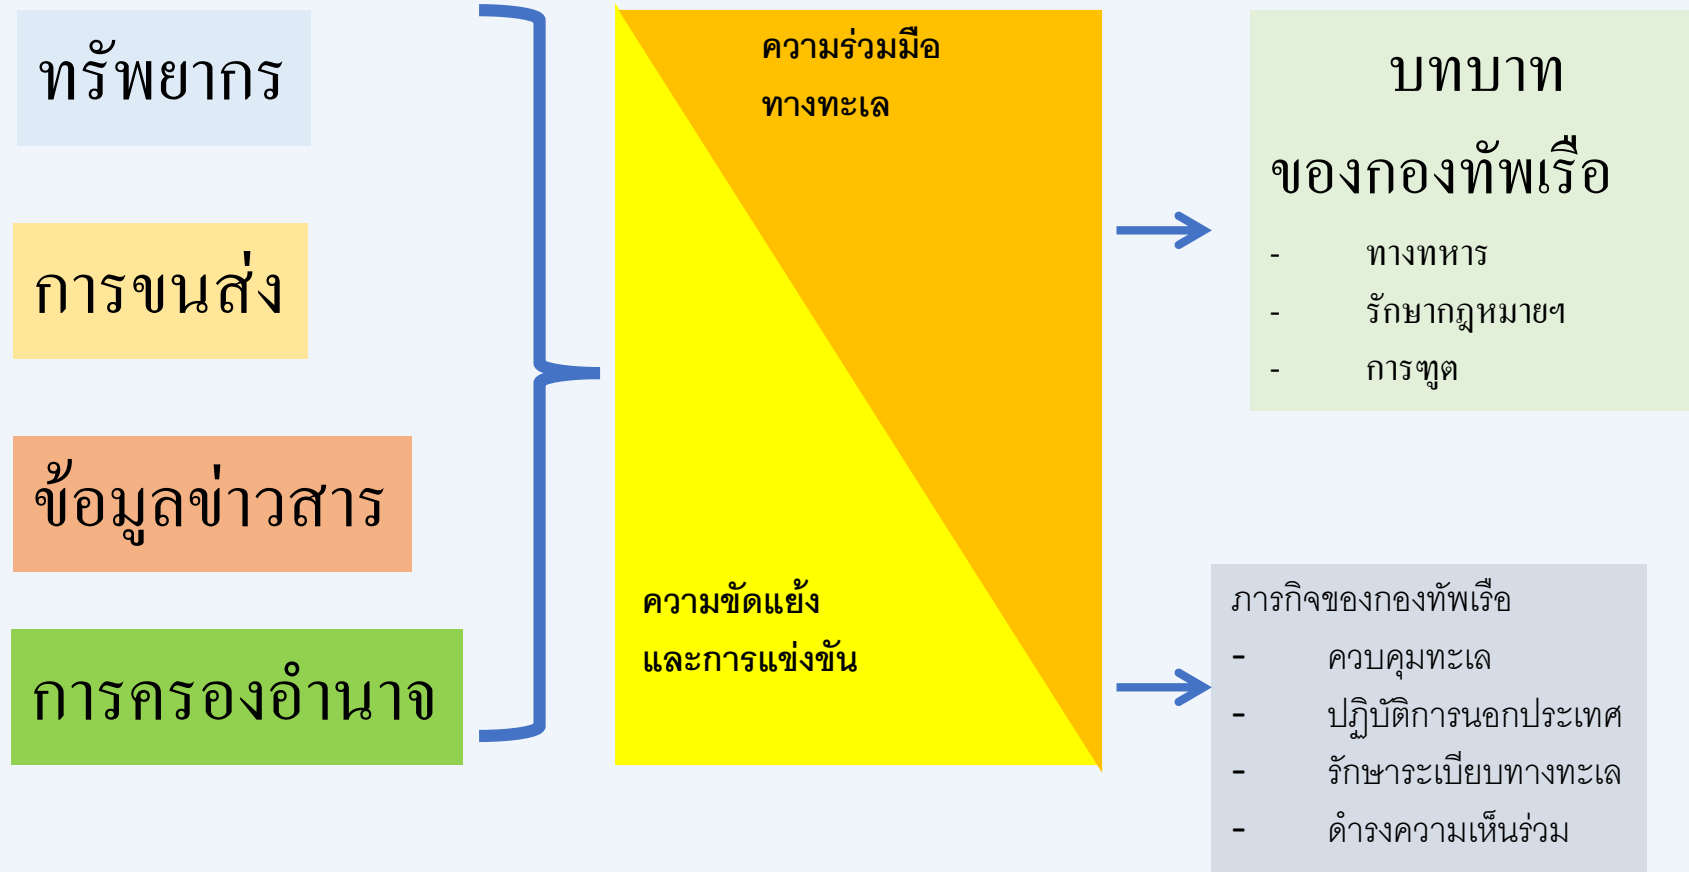 ทรัพยากร
การขนส่ง
ข้อมูลข่าวสาร
การครองอำนาจ
ความร่วมมือ
ทางทะเล
ความขัดแย้ง
และการแข่งขัน
บทบาท
ของกองทัพเรือ
- ทางทหาร
- รักษากฎหมายฯ
- การฑูต
ภารกิจของกองทัพเรือ
- ควบคุมทะเล
- ปฏิบัติการนอกประเทศ
- รักษาระเบียบทางทะเล
- ดำรงความเห็นร่วม